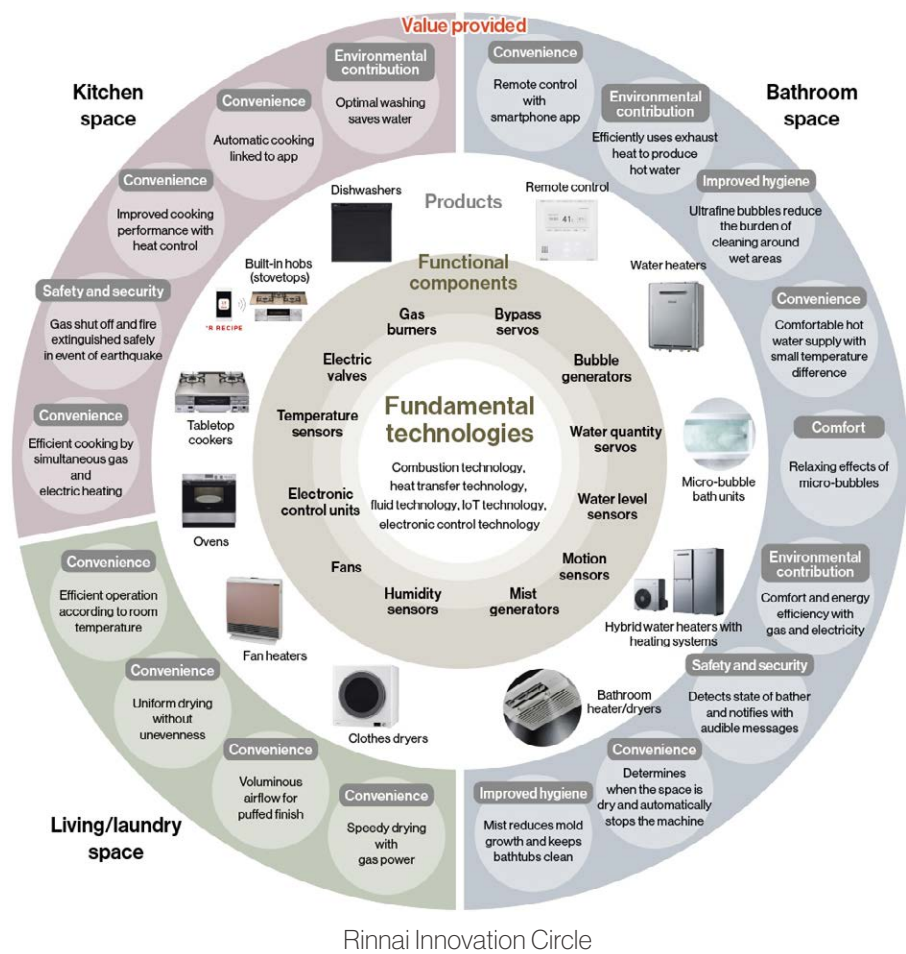 Value provided
Kitchen
space
Environmental
contribution
Optimal washing
saves water
Convenience
Automatic cooking
linked to app
Convenience
Improved cooking
performance with
heat control
Safety and security
Gas shut off and fire
extinguished safely
in event of earthquake
Convenience
Efficient cooking by
simultaneous gas
and
electric heating
Bathroom
space
Convenience
Remote control
with
smartphone app
Environmental
contribution
Efficiently uses exhaust
heat to produce
hot water
Improved hygiene
Ultrafine bubbles reduce
the burden of
cleaning around
wet areas
Convenience
Comfortable hot
water supply with
small temperature
difference
Comfort
Relaxing effects of
micro-bubbles
Environmental
contribution
Comfort and energy
efficiency with
gas and electricity
Safety and security
Detects state of bather
and notifies with
audible messages
Convenience
Determines
when the space is
dry and automatically
stops the machine
Improved hygiene
Mist reduces mold
growth and keeps
bathtubs clean
Living/laundry
space
Convenience
Efficient operation
according to room
temperature
Convenience
Uniform drying
without
unevenness
Convenience
Voluminous
airflow for
puffed finish
Convenience
Speedy drying
with
gas power
Products
Dishwashers
Remote control
41
Built-in hobs
(stovetops)
*R RECIPE
Water heaters
Tabletop
cookers
Micro-bubble
bath units
Ovens
Hybrid water heaters with
heating systems
Fan heaters
Bathroom
heater/dryers
Clothes dryers
Functional
components
Gas
burners
Bypass
servos
Electric
valves
Bubble
generators
Temperature
sensors
Water quantity
servos
Electronic
control units
Water level
sensors
Fans
Motion
sensors
Humidity
sensors
Mist
generators
Fundamental
technologies
Combustion technology,
heat transfer technology,
fluid technology, IoT technology,
electronic control technology
Rinnai Innovation Circle